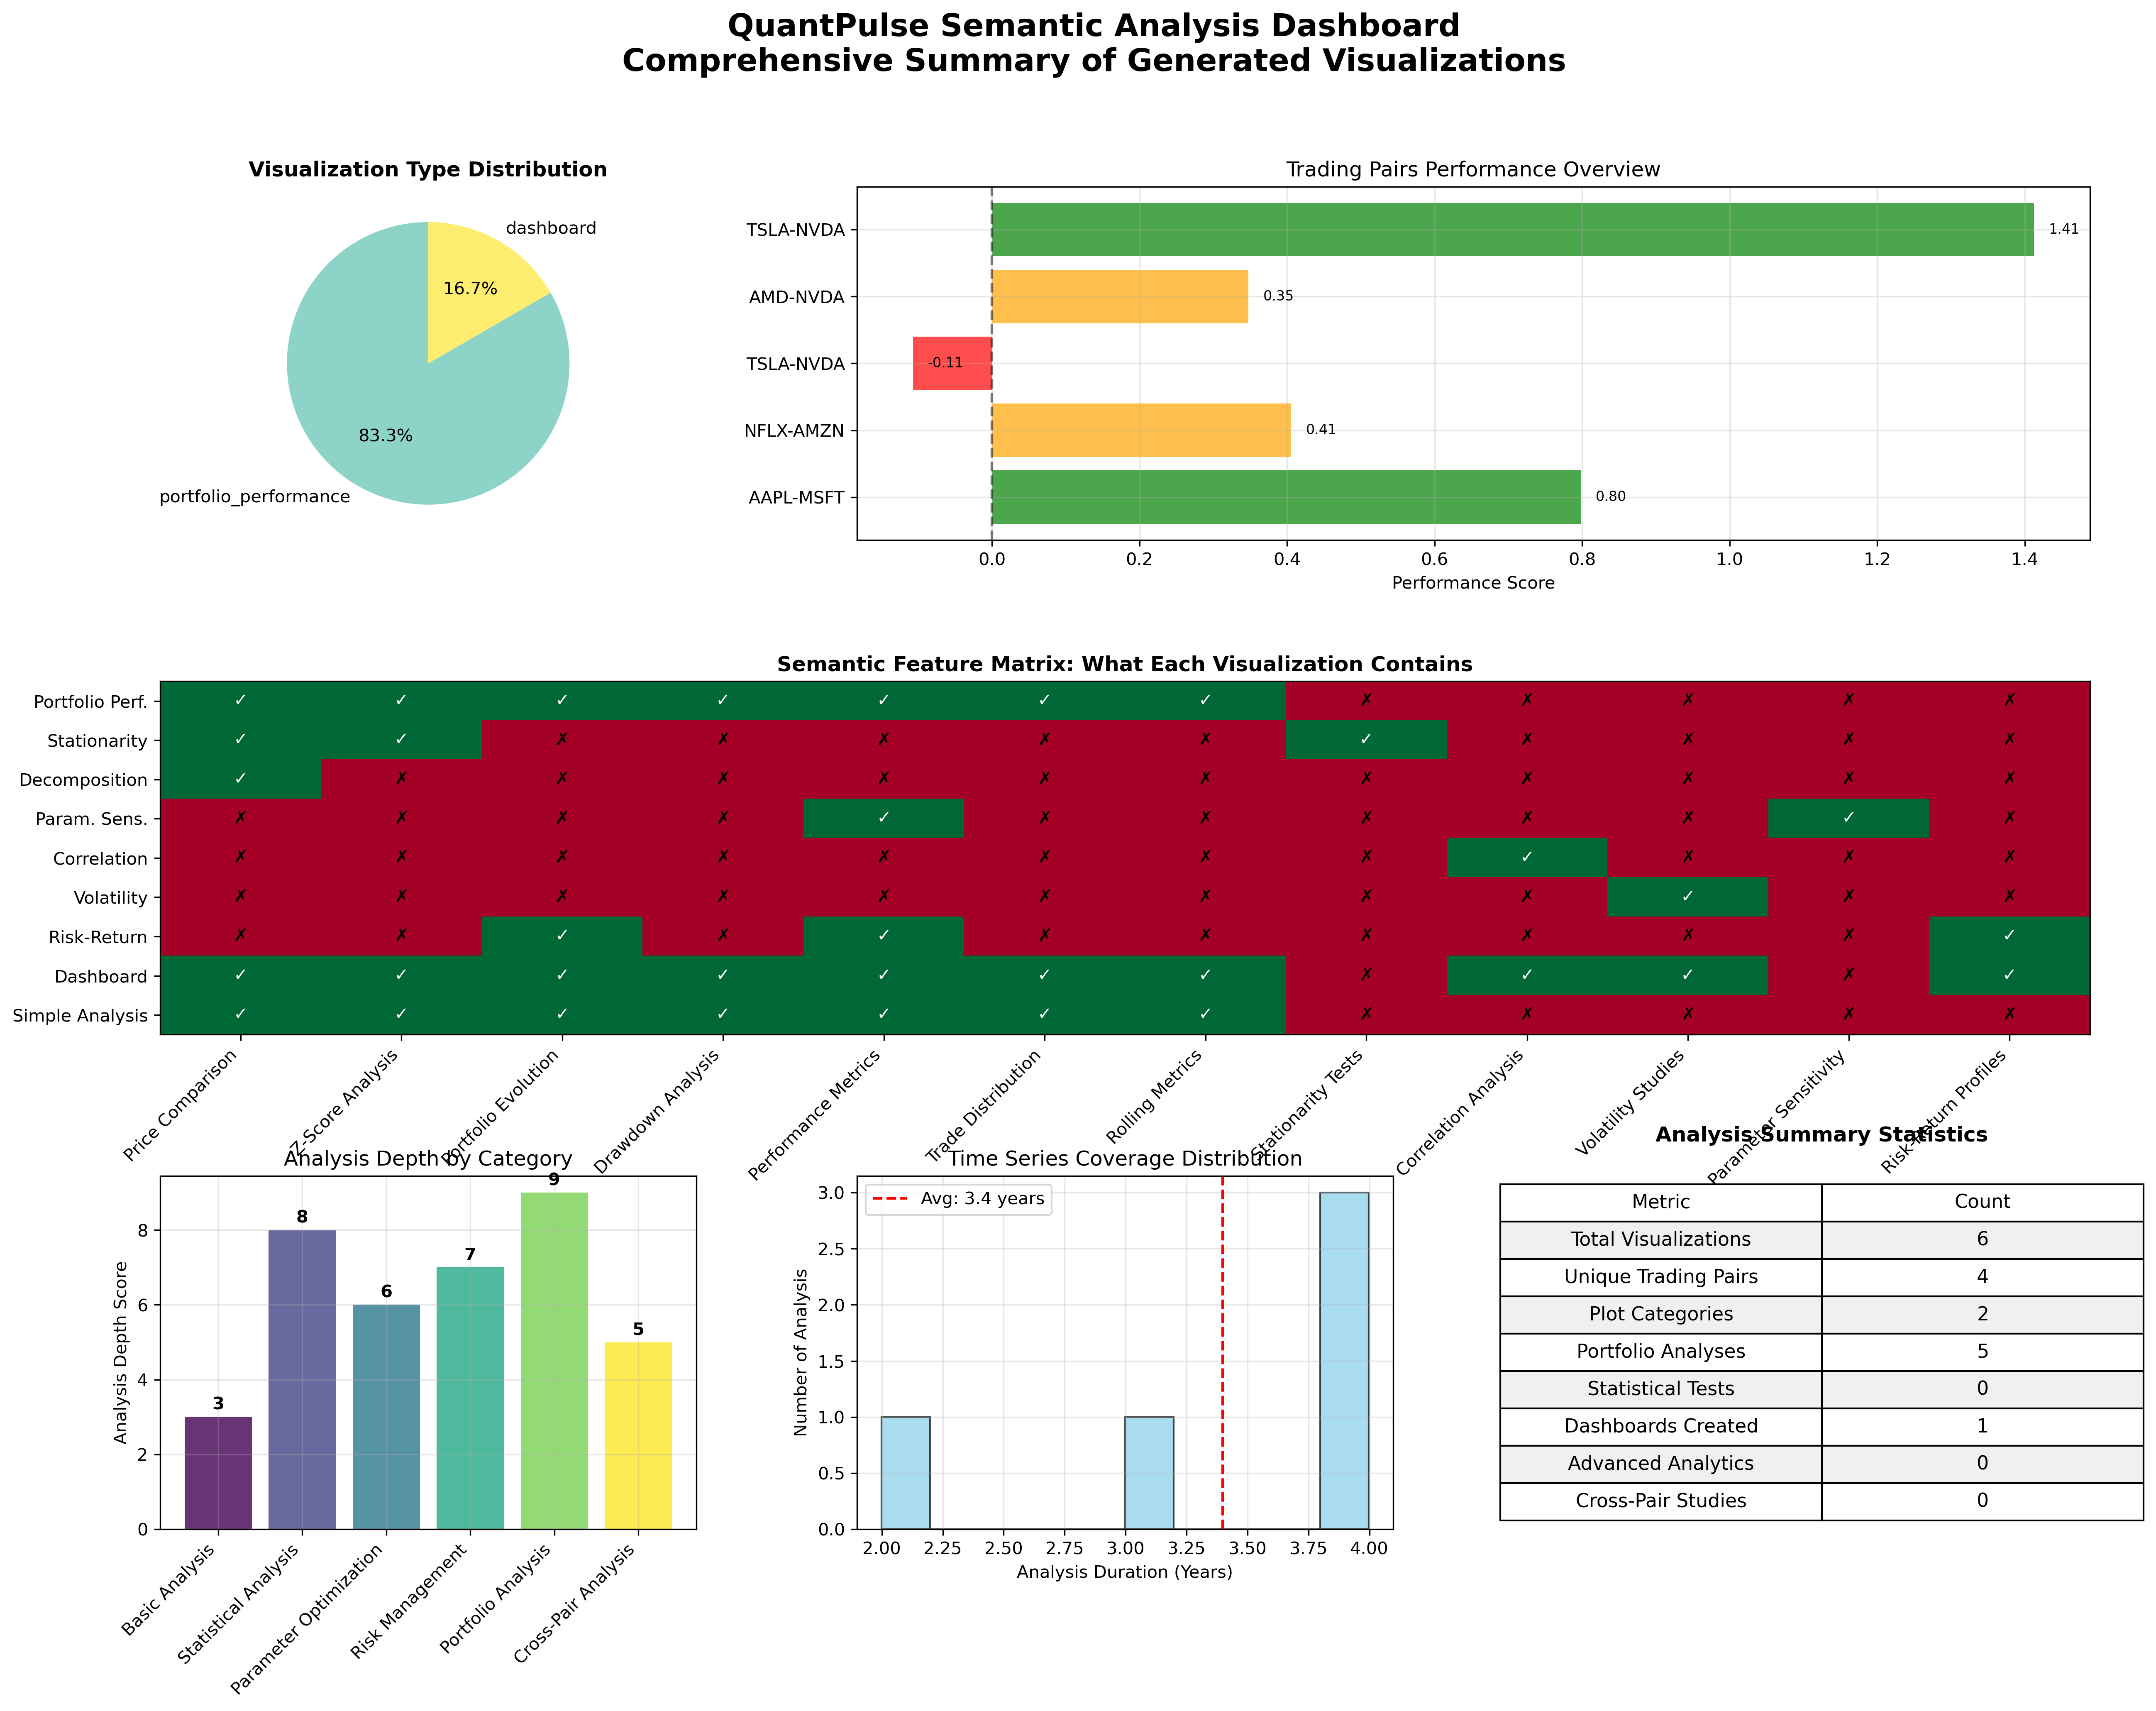 QuantPulse Semantic Analysis Dashboard
Comprehensive Summary of Generated Visualizations
Visualization Type Distribution
dashboard
16.7%
83.3%
portfolio_performance
Trading Pairs Performance Overview
TSLA-NVDA
1.41
AMD-NVDA
0.35
TSLA-NVDA
-0.11
NFLX-AMZN
0.41
AAPL-MSFT
0.80
0.0 0.2 0.4 0.6 0.8 1.0 1.2 1.4
Performance Score
Semantic Feature Matrix: What Each Visualization Contains
Portfolio Perf. ✓ ✓ ✓ ✓ ✓ ✓ ✓ ✗ ✗ ✗ ✗ ✗
Stationarity ✓ ✓ ✗ ✗ ✗ ✗ ✗ ✓ ✗ ✗ ✗ ✗
Decomposition ✓ ✗ ✗ ✗ ✗ ✗ ✗ ✗ ✗ ✗ ✗ ✗
Param. Sens. ✗ ✗ ✗ ✗ ✓ ✗ ✗ ✗ ✗ ✗ ✓ ✗
Correlation ✗ ✗ ✗ ✗ ✗ ✗ ✗ ✗ ✓ ✗ ✗ ✗
Volatility ✗ ✗ ✗ ✗ ✗ ✗ ✗ ✗ ✗ ✓ ✗ ✗
Risk-Return ✗ ✗ ✓ ✗ ✓ ✗ ✗ ✗ ✗ ✗ ✗ ✓
Dashboard ✓ ✓ ✓ ✓ ✓ ✓ ✓ ✗ ✓ ✓ ✗ ✓
Simple Analysis ✓ ✓ ✓ ✓ ✓ ✓ ✓ ✗ ✗ ✗ ✗ ✗
Price Comparison
Z-Score Analysis
Portfolio Evolution
Drawdown Analysis
Performance Metrics
Trade Distribution
Rolling Metrics
Stationarity Tests
Correlation Analysis
Volatility Studies
Parameter Sensitivity
Risk-Return Profiles
Analysis Depth by Category
Analysis Depth Score
0
2
4
6
8
3
8
6
7
9
5
Basic Analysis
Statistical Analysis
Parameter Optimization
Risk Management
Portfolio Analysis
Cross-Pair Analysis
Time Series Coverage Distribution
Avg: 3.4 years
Number of Analysis
3.0
2.5
2.0
1.5
1.0
0.5
0.0
2.00 2.25 2.50 2.75 3.00 3.25 3.50 3.75 4.00
Analysis Duration (Years)
Analysis Summary Statistics
Metric Count
Total Visualizations 6
Unique Trading Pairs 4
Plot Categories 2
Portfolio Analyses 5
Statistical Tests 0
Dashboards Created 1
Advanced Analytics 0
Cross-Pair Studies 0